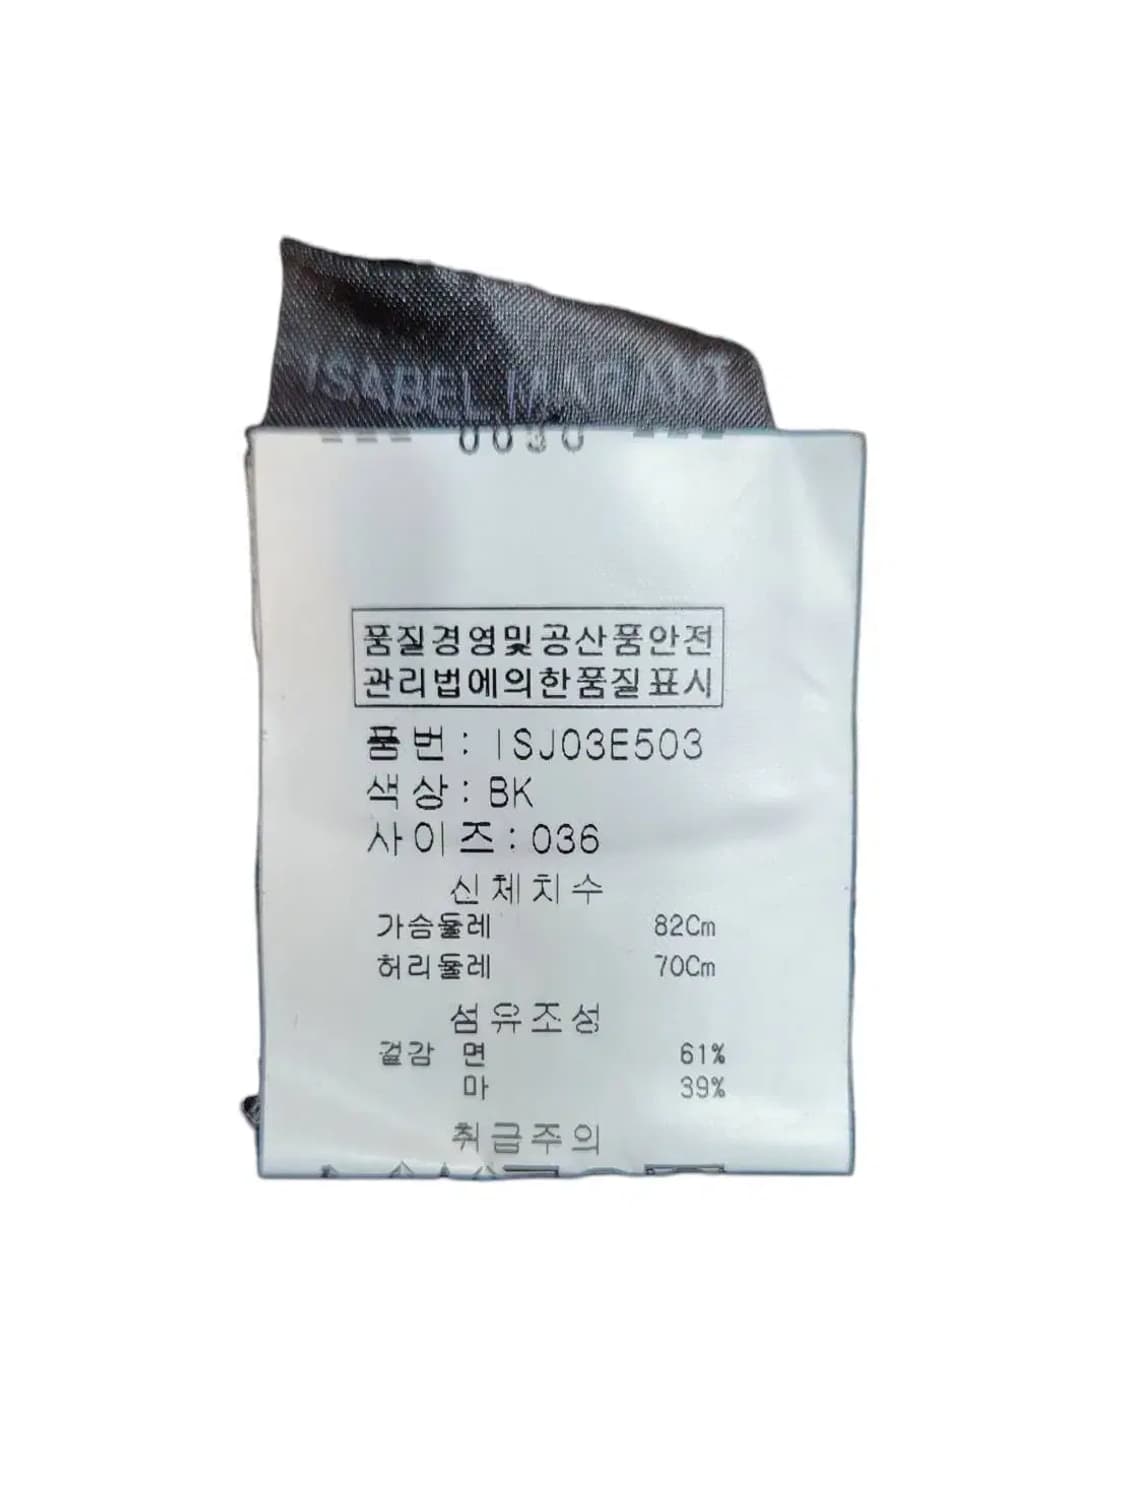 ISABEL MARANT
품질경영및공산품안전
관리법에의한품질표시
품번: ISJ03E503
색상: BK
사이즈: 036
신체치수
가슴둘레 82Cm
허리둘레 70Cm
섬유조성
겉감 면 61%
마 39%
취급주의